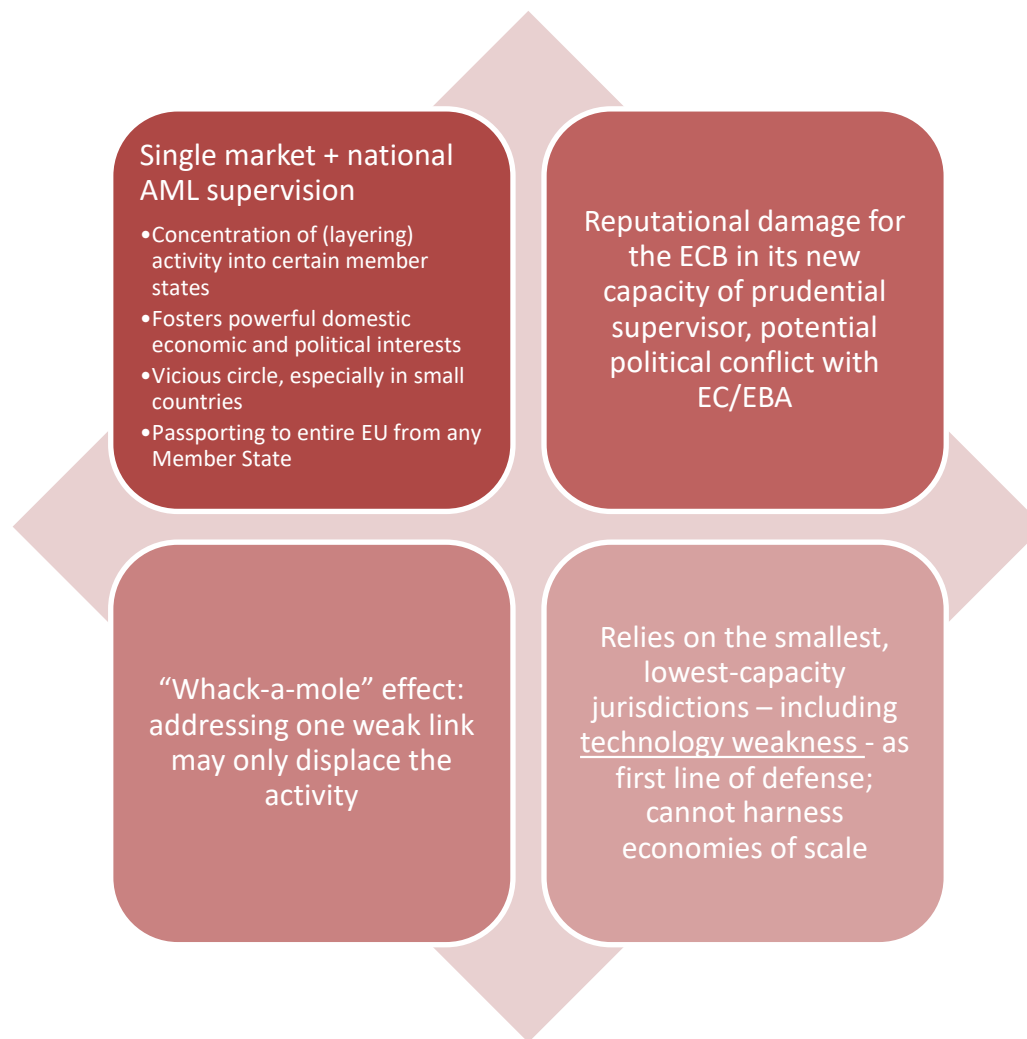 Single market + national
AML supervision
•Concentration of (layering)
activity into certain member
states
•Fosters powerful domestic
economic and political interests
•Vicious circle, especially in small
countries
•Passporting to entire EU from any
Member State
Reputational damage for
the ECB in its new
capacity of prudential
supervisor, potential
political conflict with
EC/EBA
“Whack-a-mole” effect:
addressing one weak link
may only displace the
activity
Relies on the smallest,
lowest-capacity
jurisdictions – including
technology weakness - as
first line of defense;
cannot harness
economies of scale